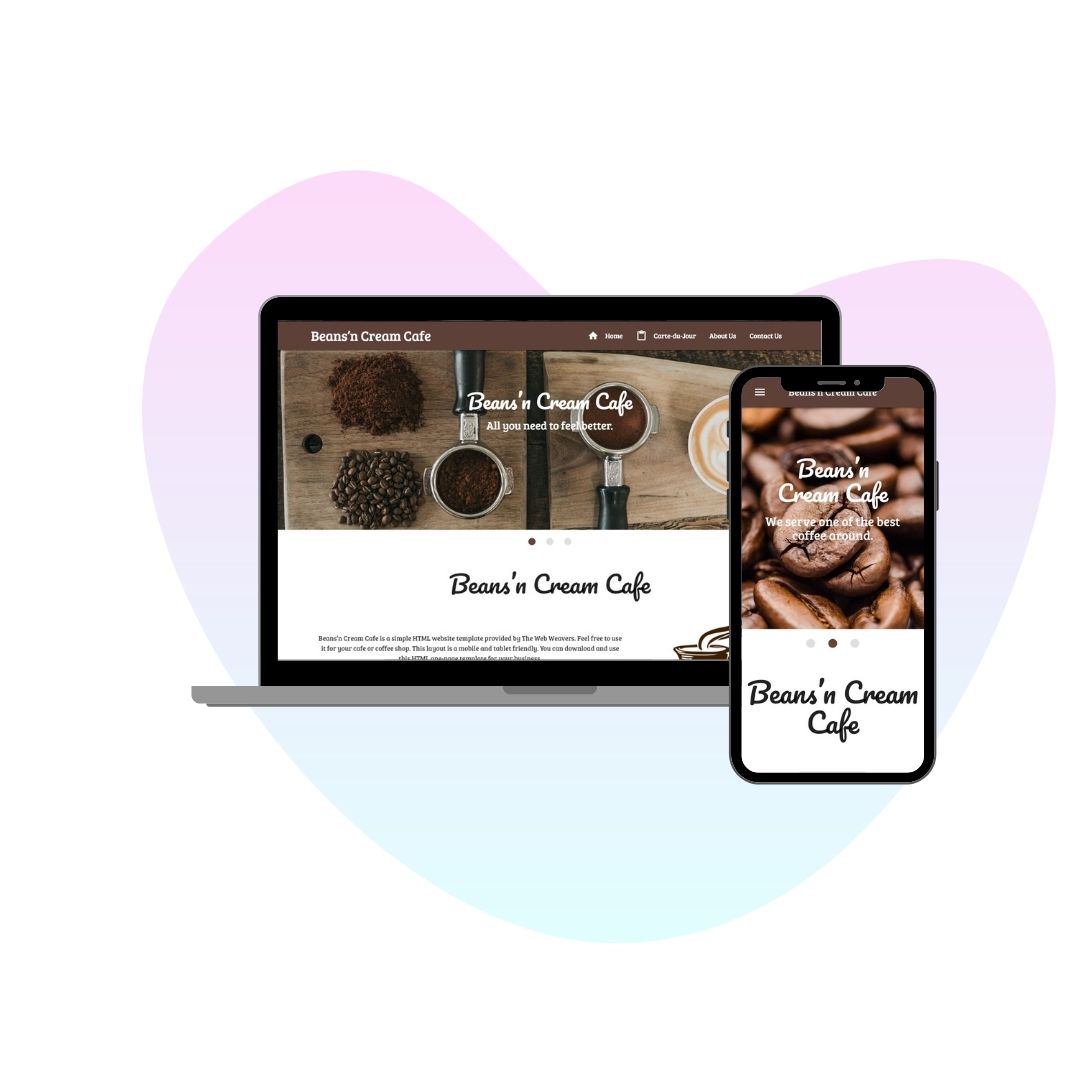 Beans'n Cream Cafe
Home Carte-du-Jour About Us Contact Us
Beans'n Cream Cafe
All you need to feel better.
Beans'n Cream Cafe
Beans'n Cream Cafe is a simple HTML website template provided by The Web Weavers. Feel free to use
it for your cafe or coffee shop. This layout is a mobile and tablet friendly. You can download and use
this HTML one-page template for your business.
Beans'n Cream Cafe
Beans'n
Cream Cafe
We serve one of the best
coffee around.
Beans'n Cream
Cafe